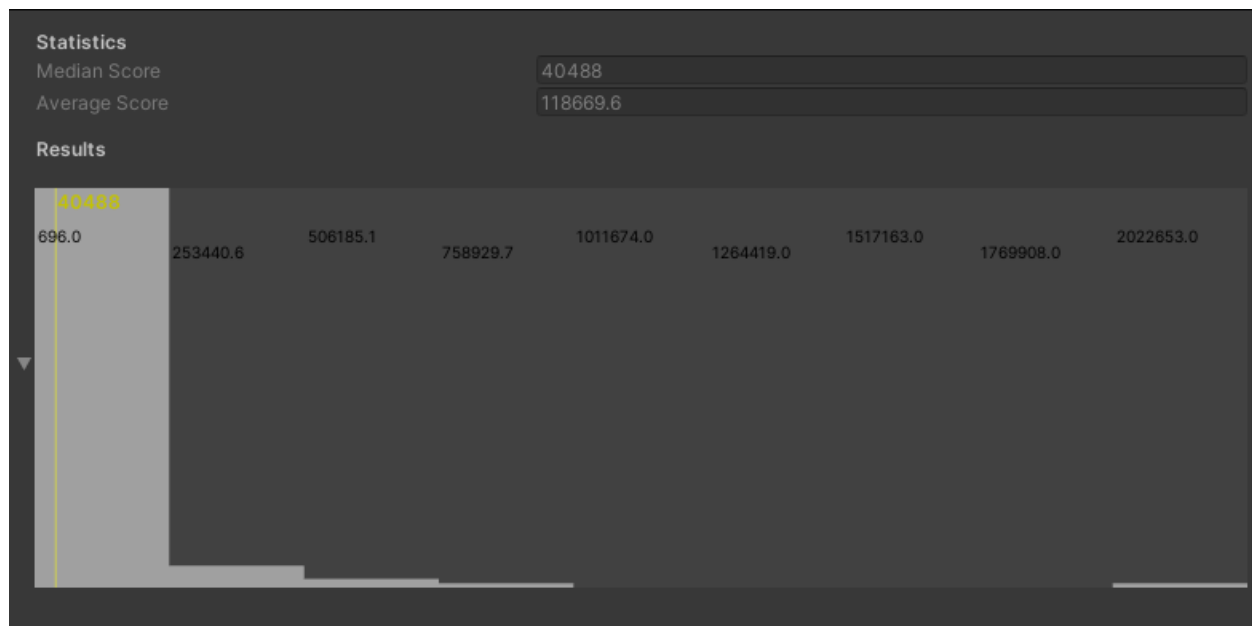 Statistics
Median Score 40488
Average Score 118669.6
Results
40488
696.0 506185.1 1011674.0 1517163.0 2022653.0
253440.6 758929.7 1264419.0 1769908.0